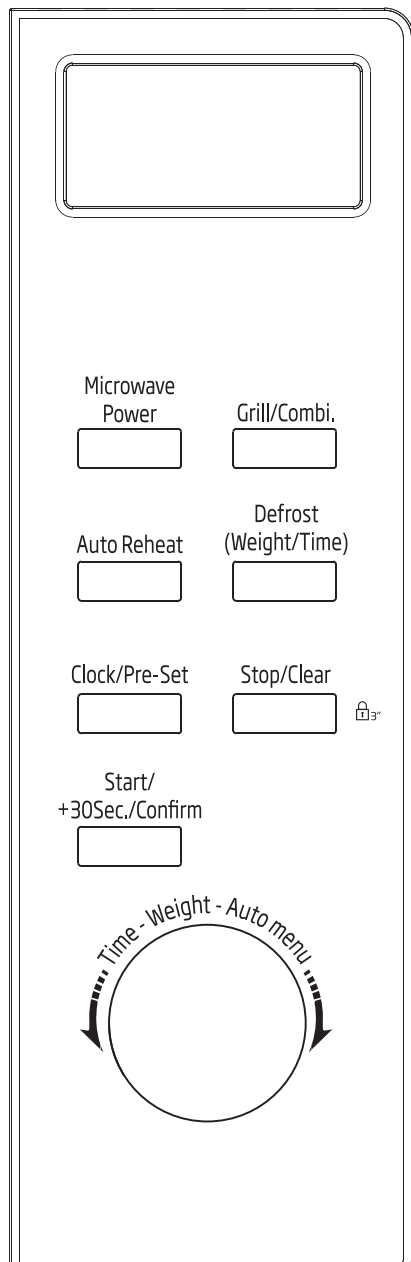 Microwave
Power
Grill/Combi.
Auto Reheat
Defrost
(Weight/Time)
Clock/Pre-Set
Stop/Clear
3"
Start/
+30Sec./Confirm
Time - Weight - Auto menu